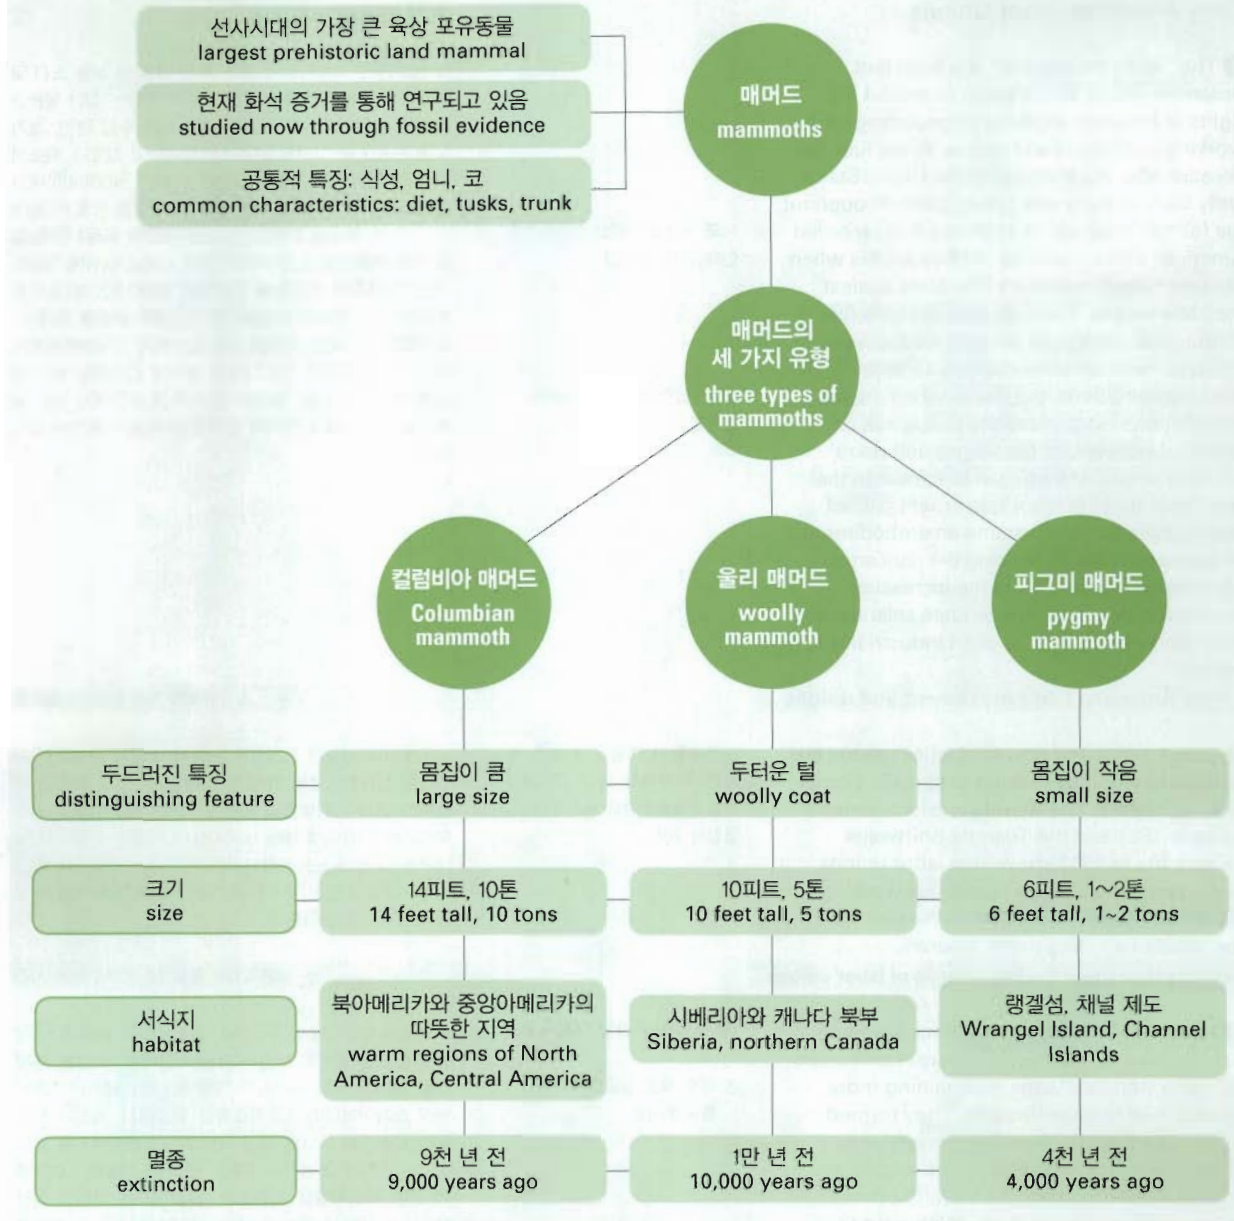 선사시대의 가장 큰 육상 포유동물
largest prehistoric land mammal
현재 화석 증거를 통해 연구되고 있음
studied now through fossil evidence
공통적 특징: 식성, 엄니, 코
common characteristics: diet, tusks, trunk
매머드
mammoths
매머드의
세 가지 유형
three types of
mammoths
컬럼비아 매머드
Columbian
mammoth
울리 매머드
woolly
mammoth
피그미 매머드
pygmy
mammoth
두드러진 특징
distinguishing feature
몸집이 큼
large size
두터운 털
woolly coat
몸집이 작음
small size
크기
size
14피트, 10톤
14 feet tall, 10 tons
10피트, 5톤
10 feet tall, 5 tons
6피트, 1~2톤
6 feet tall, 1~2 tons
서식지
habitat
북아메리카와 중앙아메리카의
따뜻한 지역
warm regions of North
America, Central America
시베리아와 캐나다 북부
Siberia, northern Canada
랭겔섬, 채널 제도
Wrangel Island, Channel
Islands
멸종
extinction
9천 년 전
9,000 years ago
1만 년 전
10,000 years ago
4천 년 전
4,000 years ago